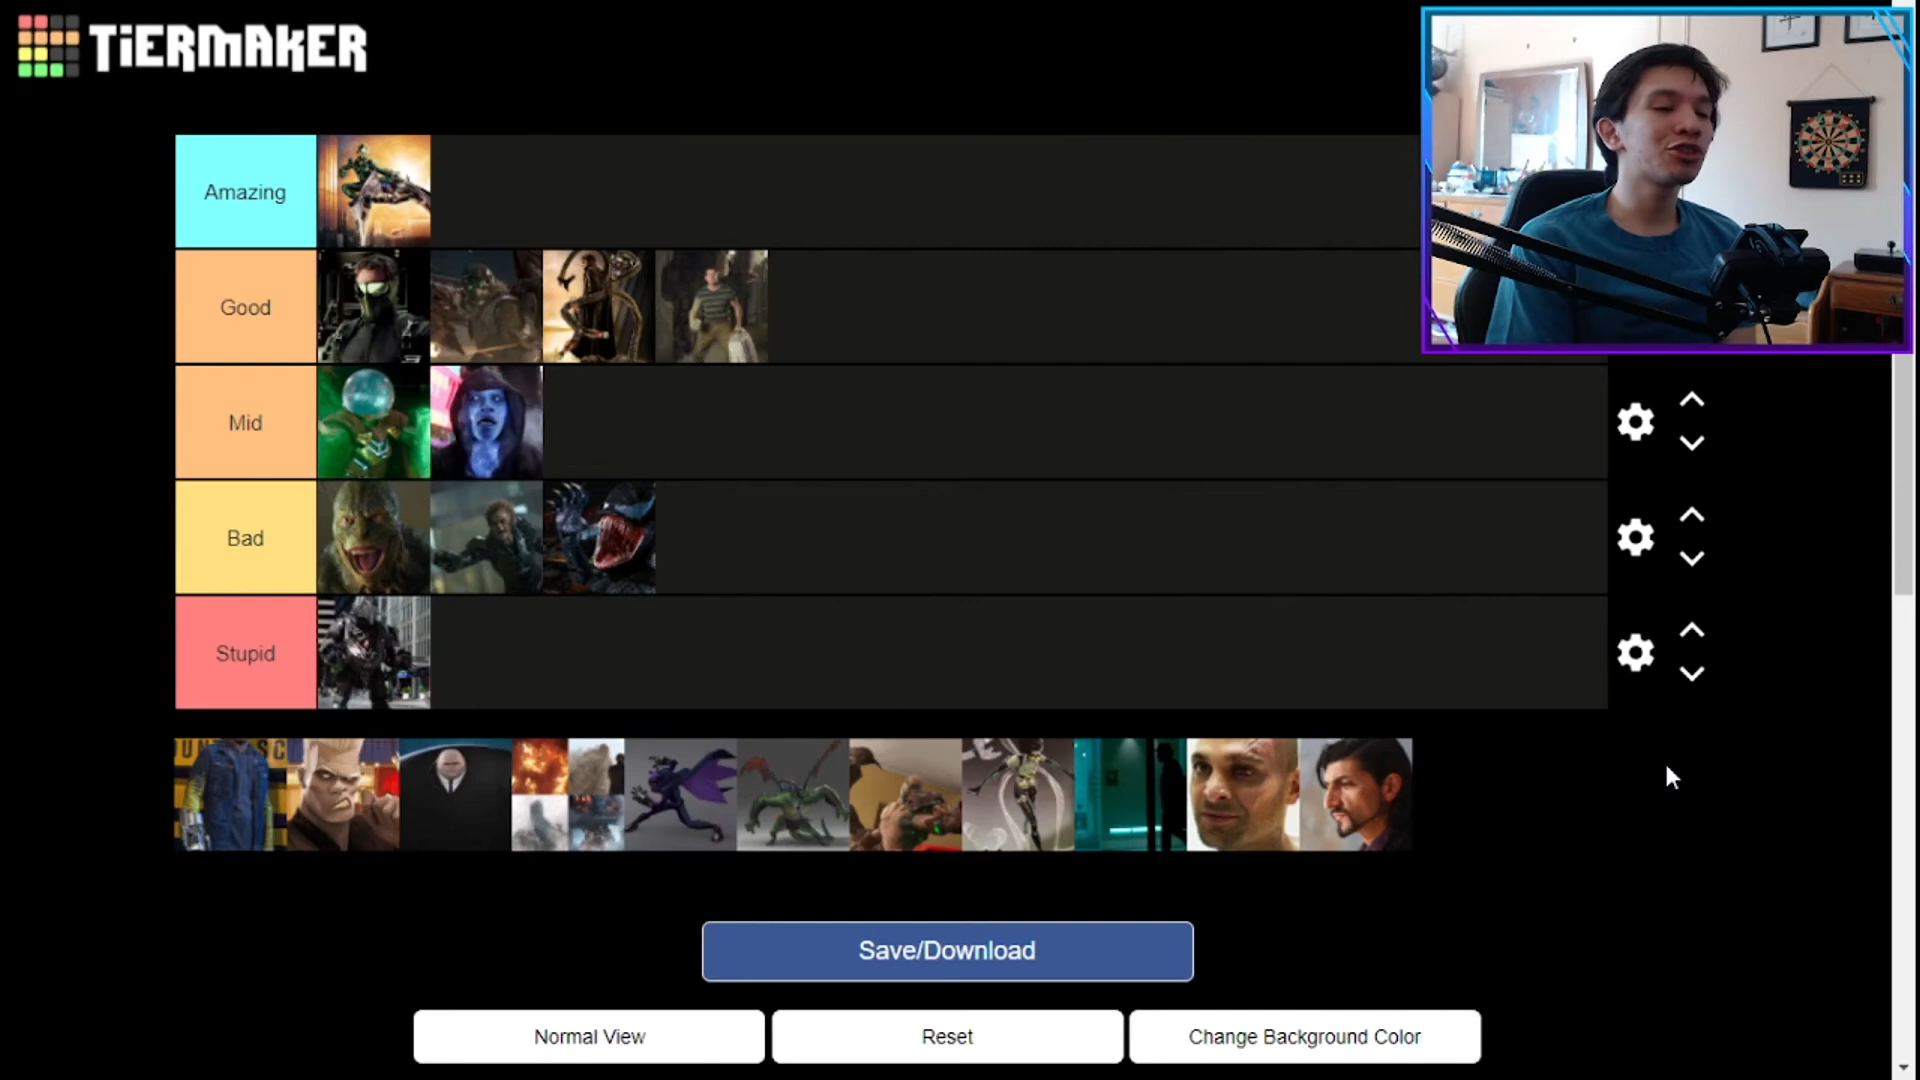 TiERMAKER
Amazing
Good
Mid
Bad
Stupid
Save/Download
Normal View
Reset
Change Background Color